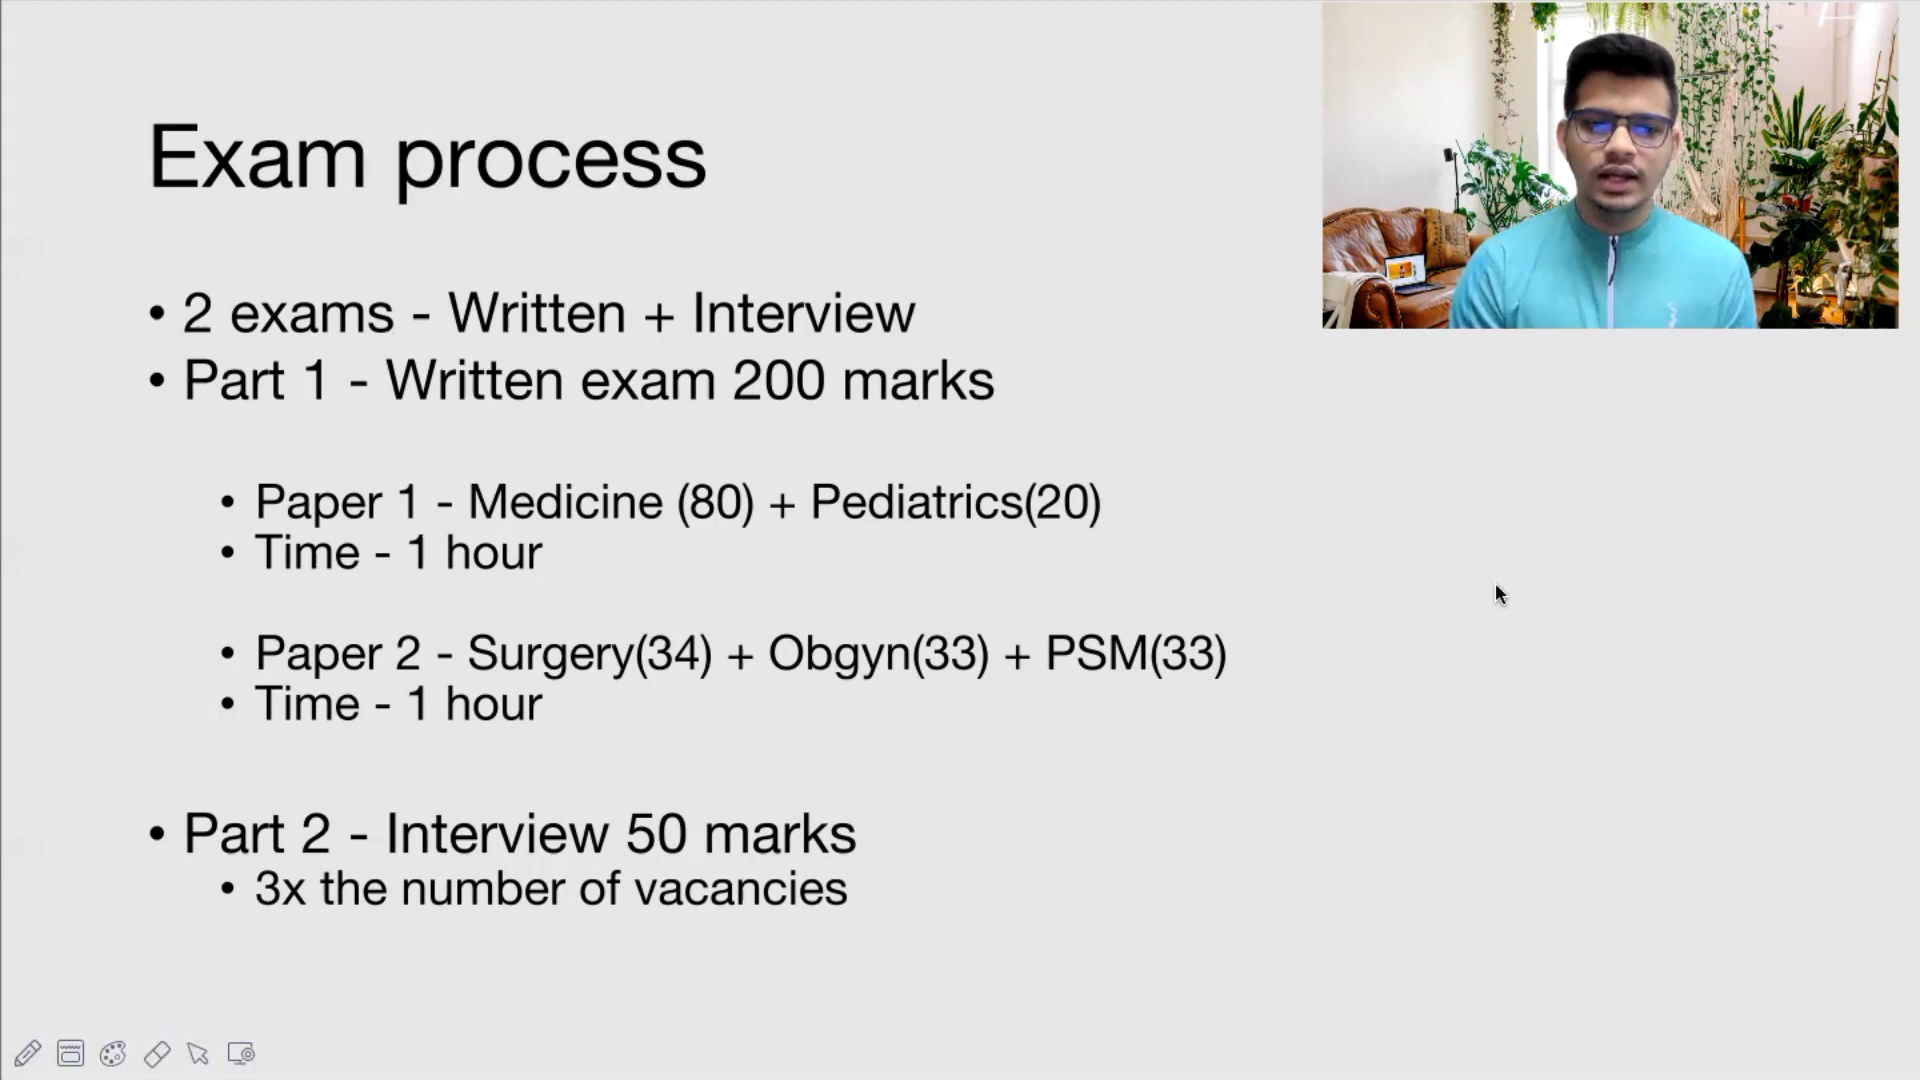 Exam process
• 2 exams - Written + Interview
• Part 1 - Written exam 200 marks
• Paper 1 - Medicine (80) + Pediatrics(20)
• Time - 1 hour
• Paper 2 - Surgery(34) + Obgyn(33) + PSM(33)
• Time - 1 hour
• Part 2 - Interview 50 marks
• 3x the number of vacancies